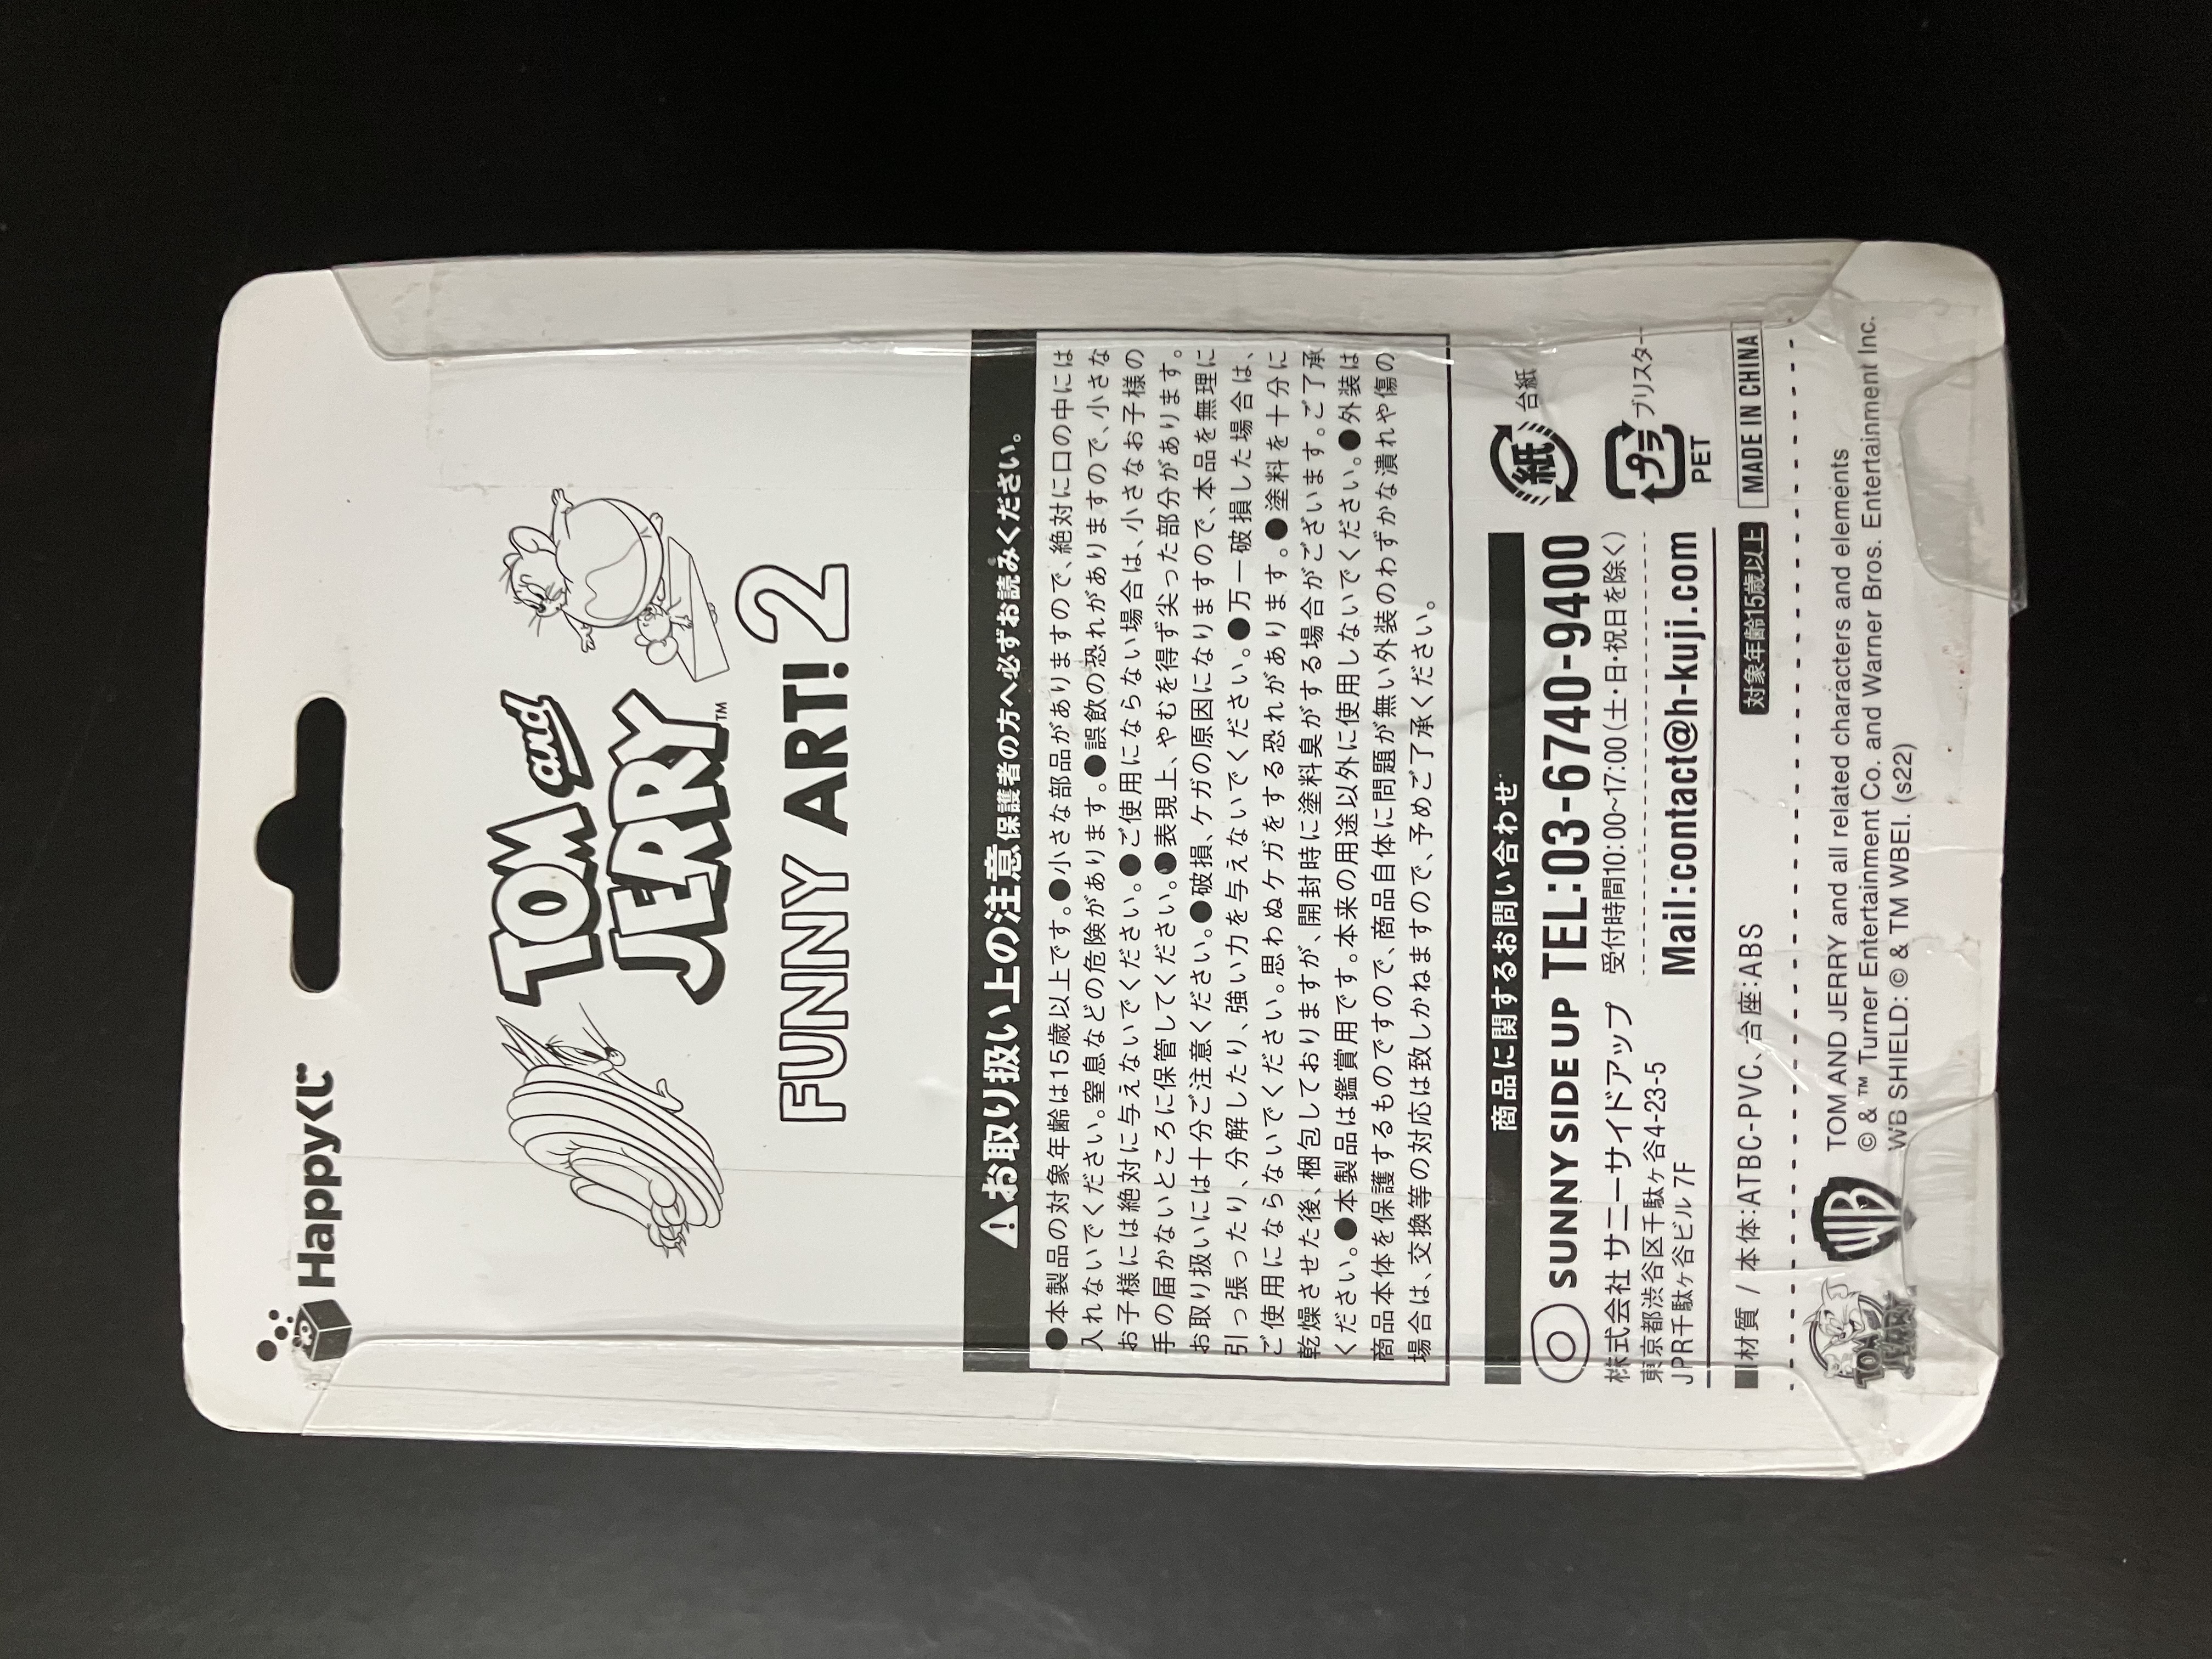 Happyくじ
TOM and
JERRY™
FUNNY ART! 2
お取り扱い上の注意 保護者の方へ必ずお読みください。
●本製品の対象年齢は15歳以上です。●小さな部品がありますので、絶対に口の中には
入れないでください。窒息などの危険があります。●誤飲の恐れがありますので、小さな
お子様には絶対に与えないでください。●ご使用にならない場合は、小さなお子様の
手の届かないところに保管してください。●表現上、やむを得ず尖った部分があります。
お取り扱いには十分ご注意ください。●破損、ケガの原因になりますので、本品を無理に
引っ張ったり、分解したり、強い力を与えないでください。●万一破損した場合は、
ご使用にならないでください。思わぬケガをする恐れがあります。●塗料を十分に
乾燥させた後、梱包しておりますが、開封時に塗料臭がする場合がございます。ご了承
ください。●本製品は鑑賞用です。本来の用途以外に使用しないでください。●外装は
商品本体を保護するものですので、商品自体に問題が無い外装のわずかな潰れや傷の
場合は、交換等の対応は致しかねますので、予めご了承ください。
商品に関するお問い合わせ
SUNNY SIDE UP
株式会社サニーサイドアップ
東京都渋谷区千駄ヶ谷4-23-5
JPR千駄ヶ谷ビル7F
TEL:03-6740-9400
受付時間10:00~17:00(土・日・祝日を除く)
Mail:contact@h-kuji.com
紙 台紙
プラ ブリスター
PET
■材質 / 本体:ATBC-PVC、台座:ABS
対象年齢15歳以上
MADE IN CHINA
TOM AND JERRY
WB
TOM AND JERRY and all related characters and elements
© & ™ Turner Entertainment Co. and Warner Bros. Entertainment Inc.
WB SHIELD: © & TM WBEI. (s22)